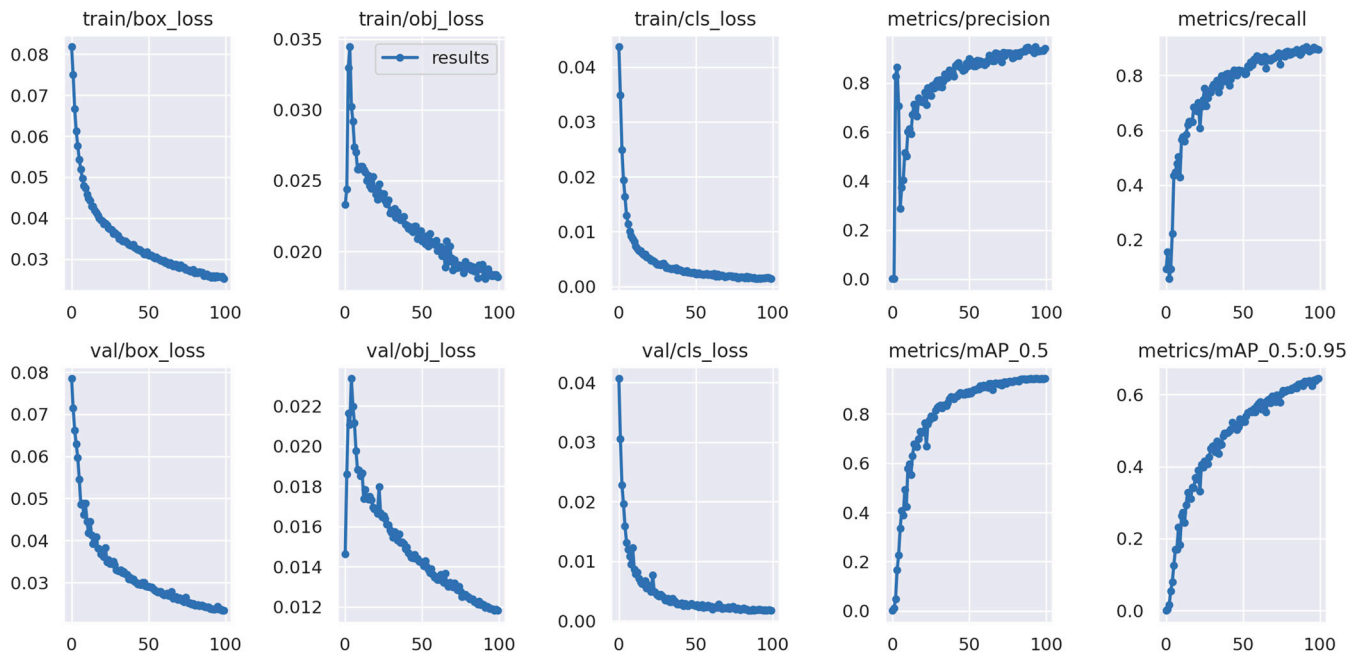 train/box_loss
0.08
0.07
0.06
0.05
0.04
0.03
0 50 100
train/obj_loss
results
0.035
0.030
0.025
0.020
0 50 100
train/cls_loss
0.04
0.03
0.02
0.01
0.00
0 50 100
metrics/precision
0.8
0.6
0.4
0.2
0.0
0 50 100
metrics/recall
0.8
0.6
0.4
0.2
0 50 100
val/box_loss
0.08
0.07
0.06
0.05
0.04
0.03
0 50 100
val/obj_loss
0.022
0.020
0.018
0.016
0.014
0.012
0 50 100
val/cls_loss
0.04
0.03
0.02
0.01
0.00
0 50 100
metrics/mAP_0.5
0.8
0.6
0.4
0.2
0.0
0 50 100
metrics/mAP_0.5:0.95
0.6
0.4
0.2
0.0
0 50 100